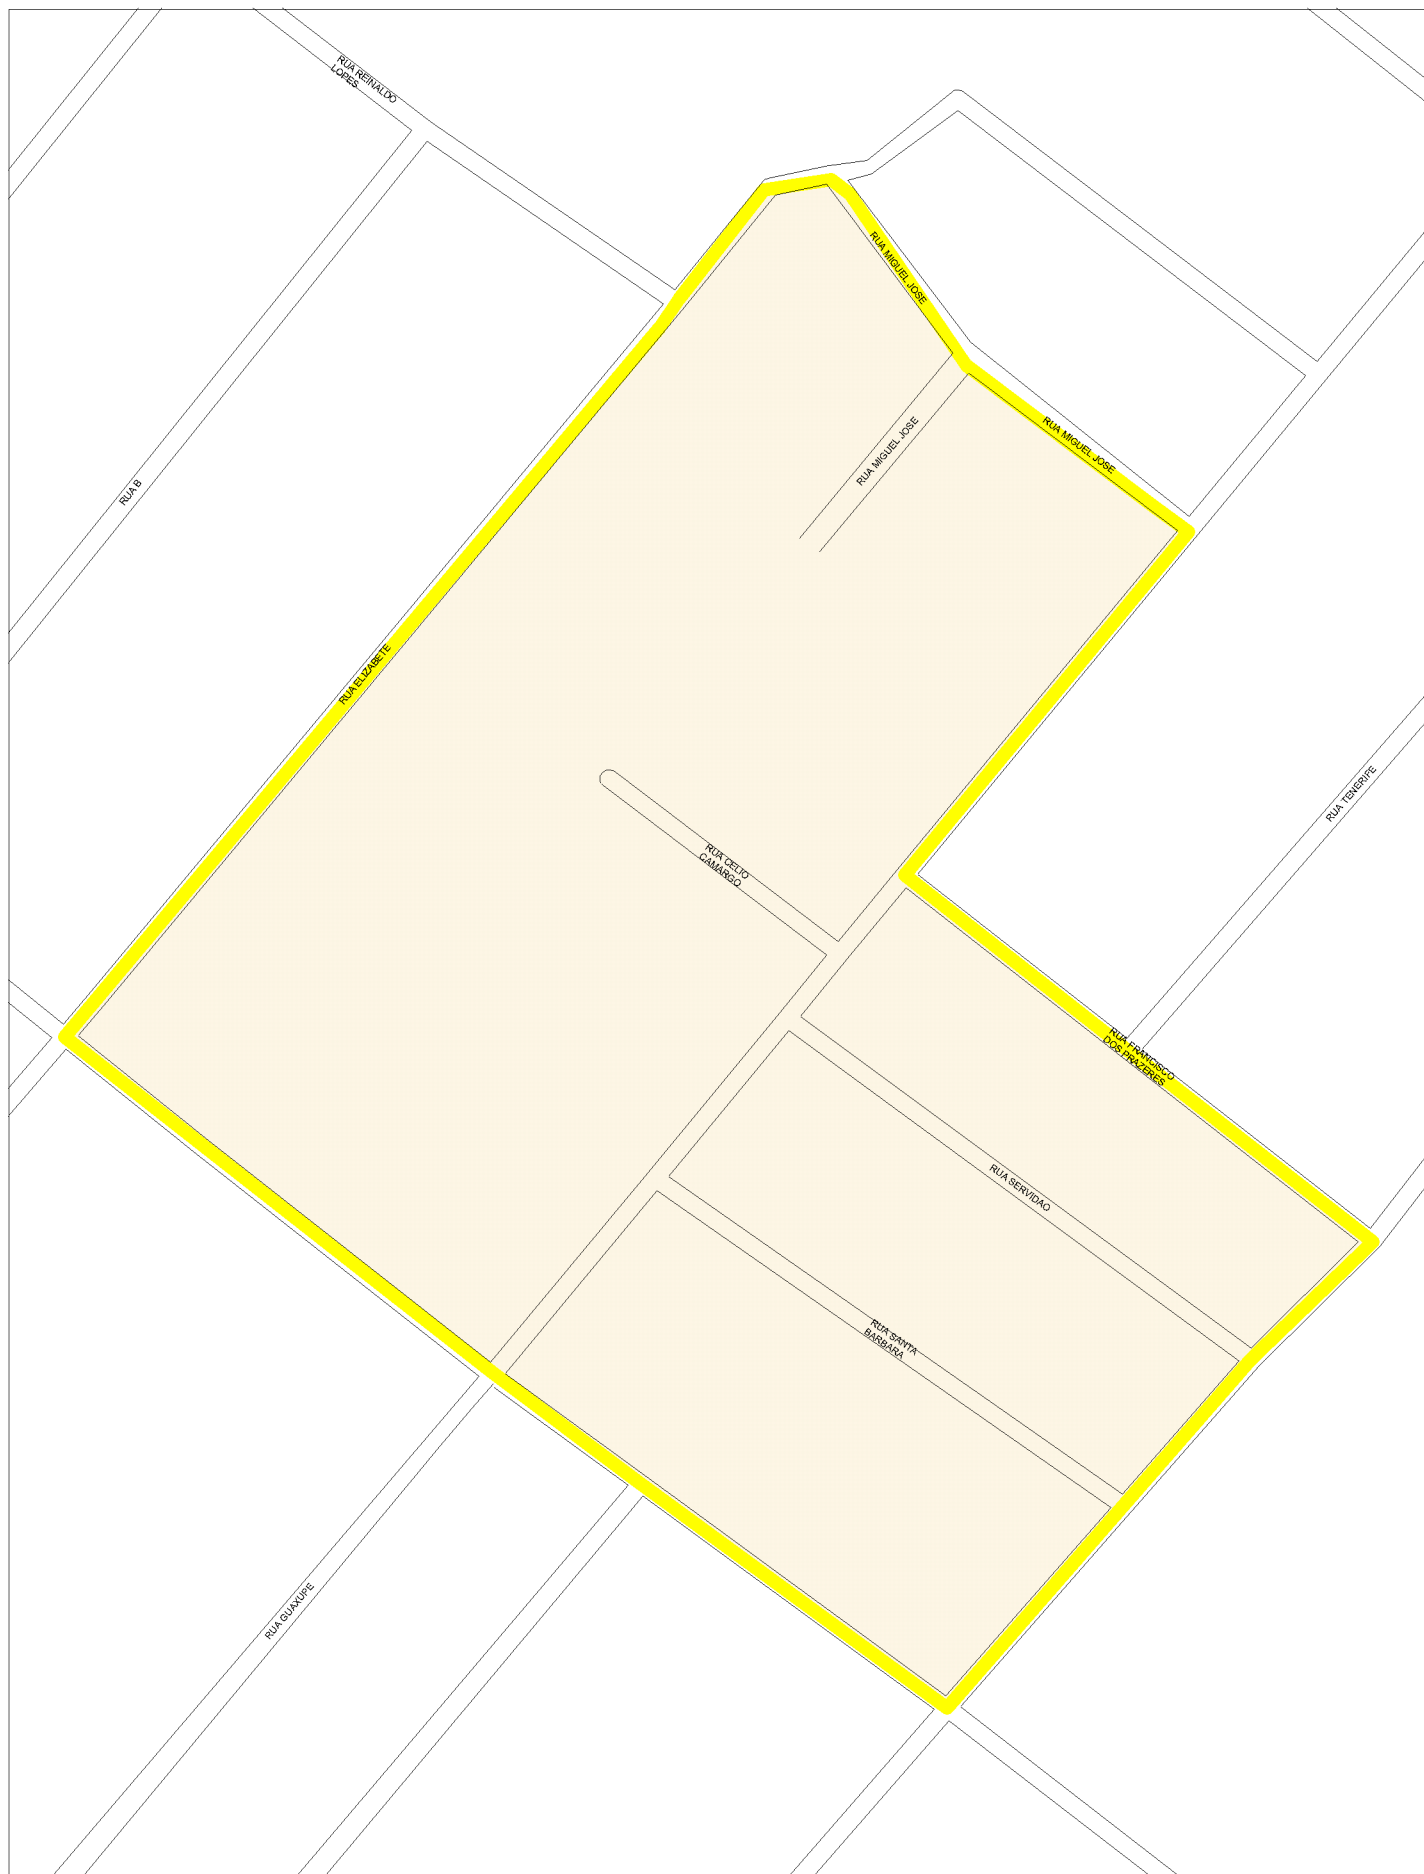 RUA REINALDO
LOPES
RUA MIGUEL JOSE
RUA MIGUEL JOSE
RUA MIGUEL JOSE
RUA B
RUA ELIZABETE
RUA TENERIFE
RUA CELIO
CAMARGO
RUA FRANCISCO
DOS PRAZERES
RUA SERVIDAO
RUA SANTA
BARBARA
RUA GUAXUPE